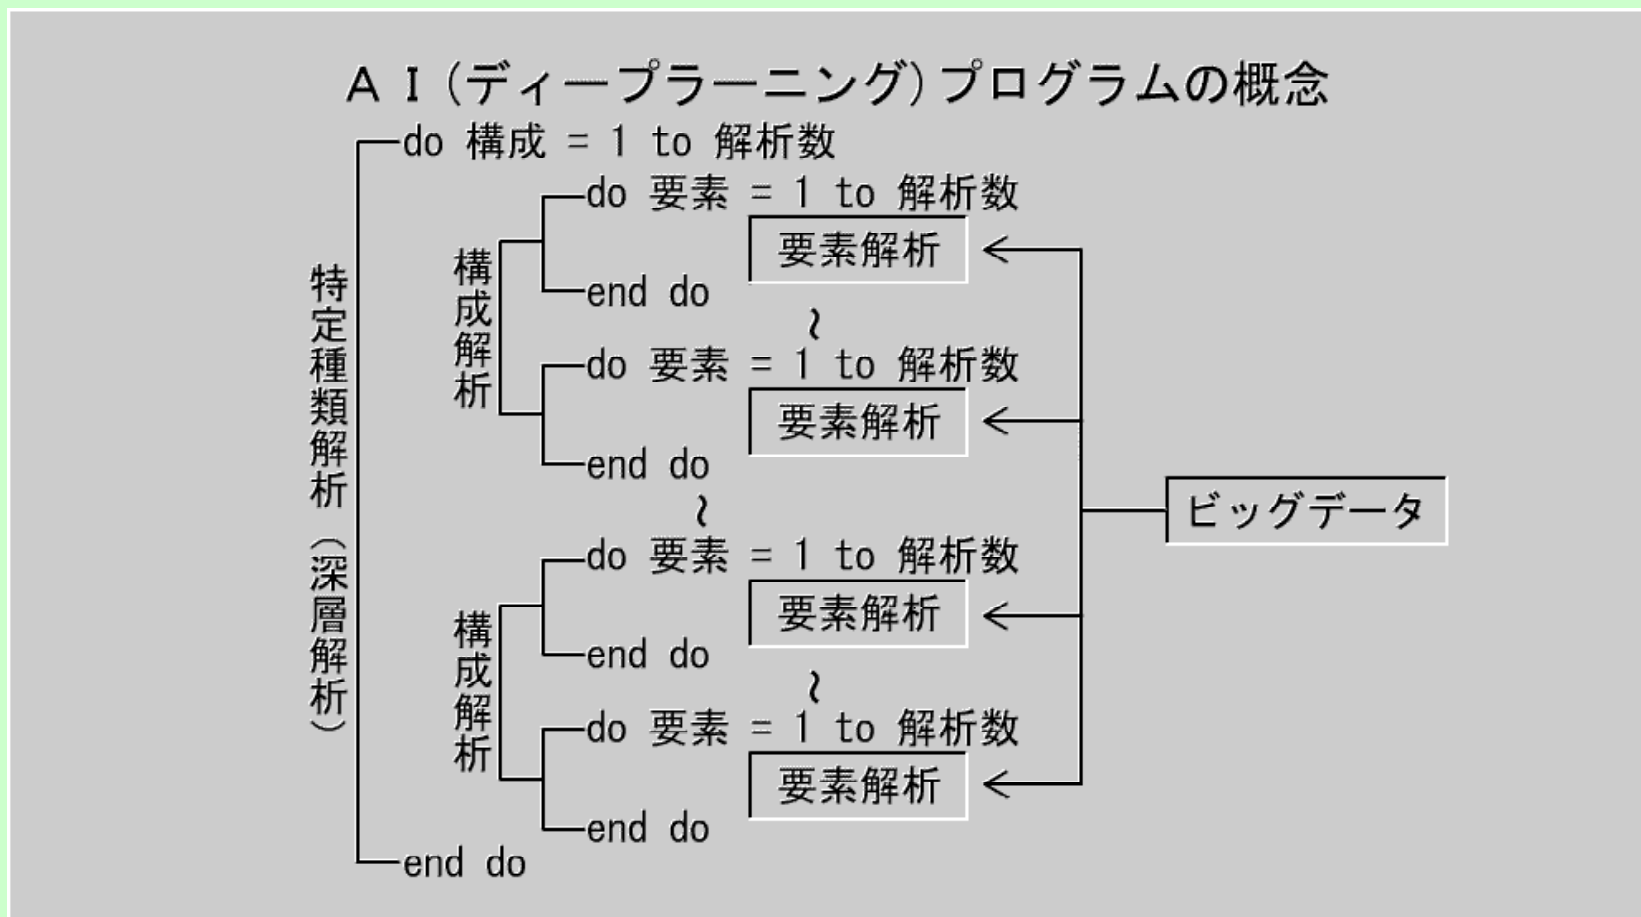 ＡＩ(ディープラーニング)プログラムの概念
do 構成 = 1 to 解析数
do 要素 = 1 to 解析数
要素解析
end do
～
do 要素 = 1 to 解析数
要素解析
end do
構成解析
～
do 要素 = 1 to 解析数
要素解析
end do
～
do 要素 = 1 to 解析数
要素解析
end do
構成解析
end do
特定種類解析（深層解析）
ビッグデータ